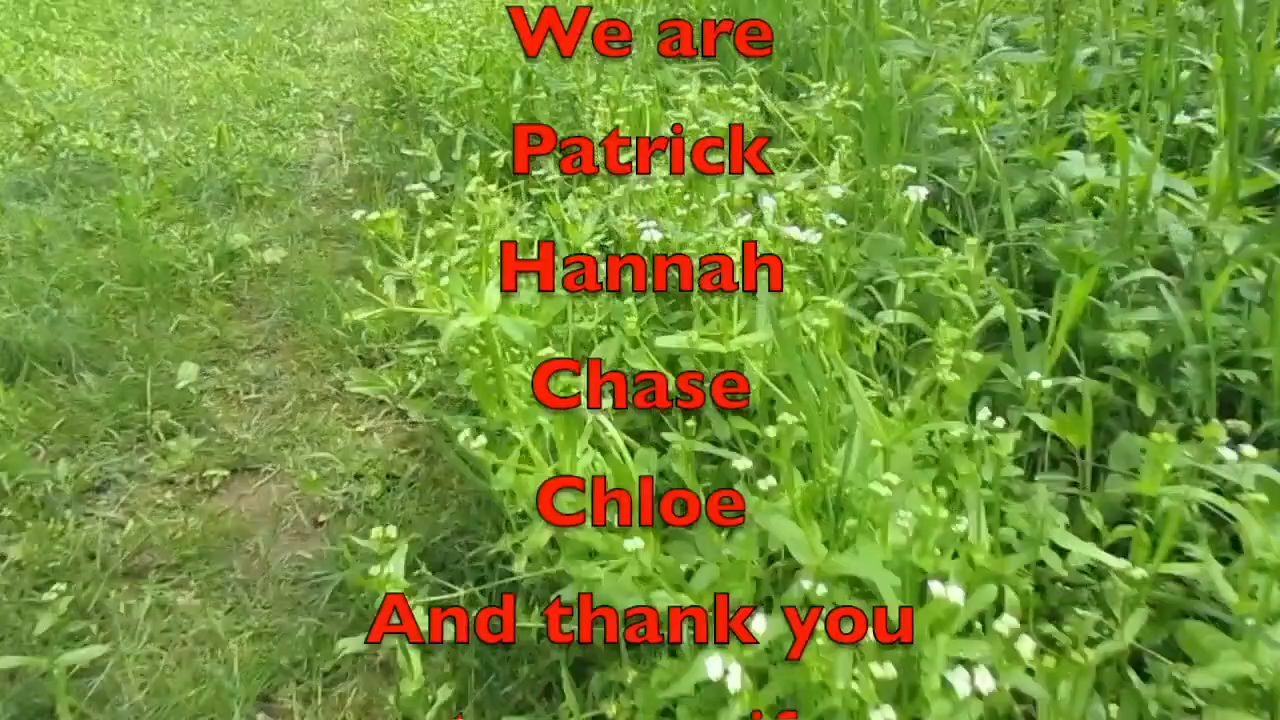 We are
Patrick
Hannah
Chase
Chloe
And thank you